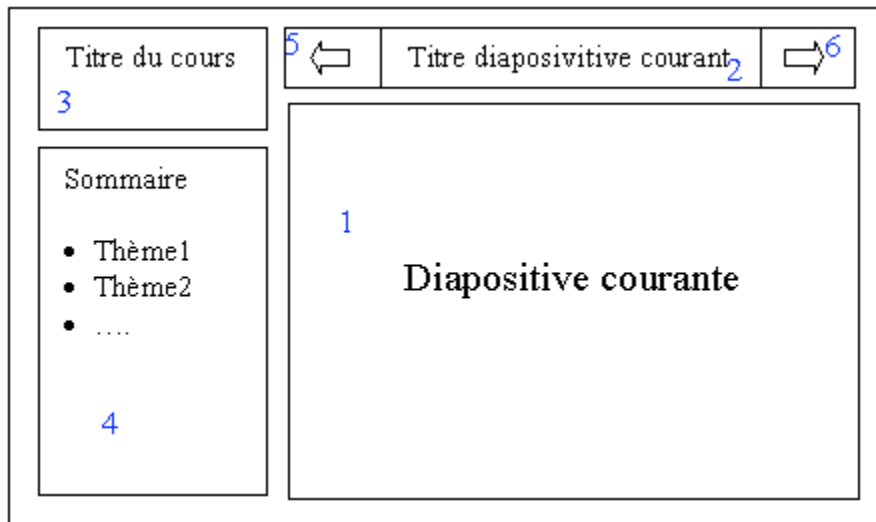 Titre du cours
3
5
Titre diaposivitive courant
2
6
Sommaire
• Thème1
• Thème2
• ....
4
1
Diapositive courante